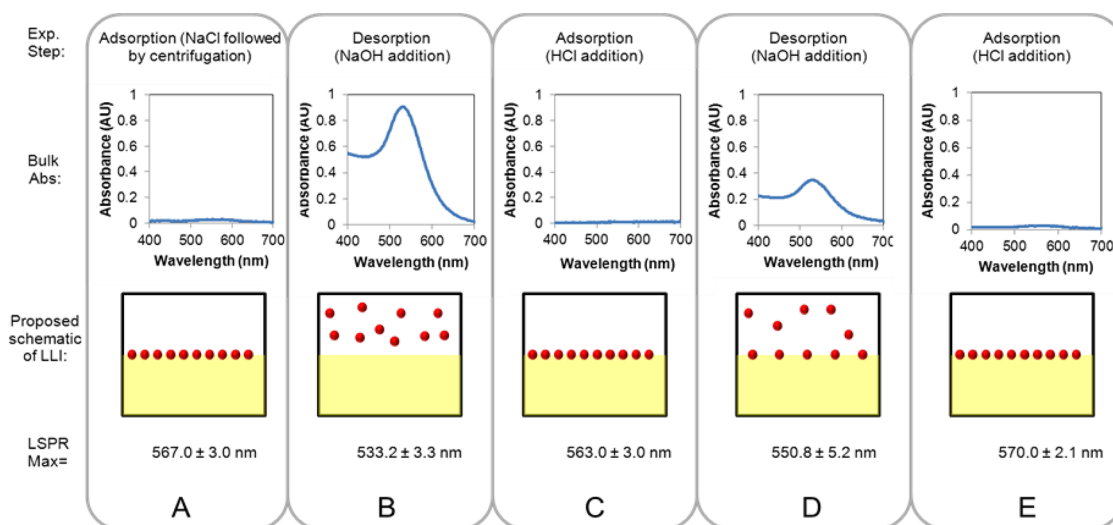 Exp.
Step:
Adsorption (NaCl followed
by centrifugation)
Desorption
(NaOH addition)
Adsorption
(HCl addition)
Desorption
(NaOH addition)
Adsorption
(HCl addition)
Bulk
Abs:
Absorbance (AU)
1
0.8
0.6
0.4
0.2
0
400 500 600 700
Wavelength (nm)
Absorbance (AU)
1
0.8
0.6
0.4
0.2
0
400 500 600 700
Wavelength (nm)
Absorbance (AU)
1
0.8
0.6
0.4
0.2
0
400 500 600 700
Wavelength (nm)
Absorbance (AU)
1
0.8
0.6
0.4
0.2
0
400 500 600 700
Wavelength (nm)
Absorbance (AU)
1
0.8
0.6
0.4
0.2
0
400 500 600 700
Wavelength (nm)
Proposed
schematic
of LLI:
LSPR
Max=
567.0 ± 3.0 nm
533.2 ± 3.3 nm
563.0 ± 3.0 nm
550.8 ± 5.2 nm
570.0 ± 2.1 nm
A
B
C
D
E